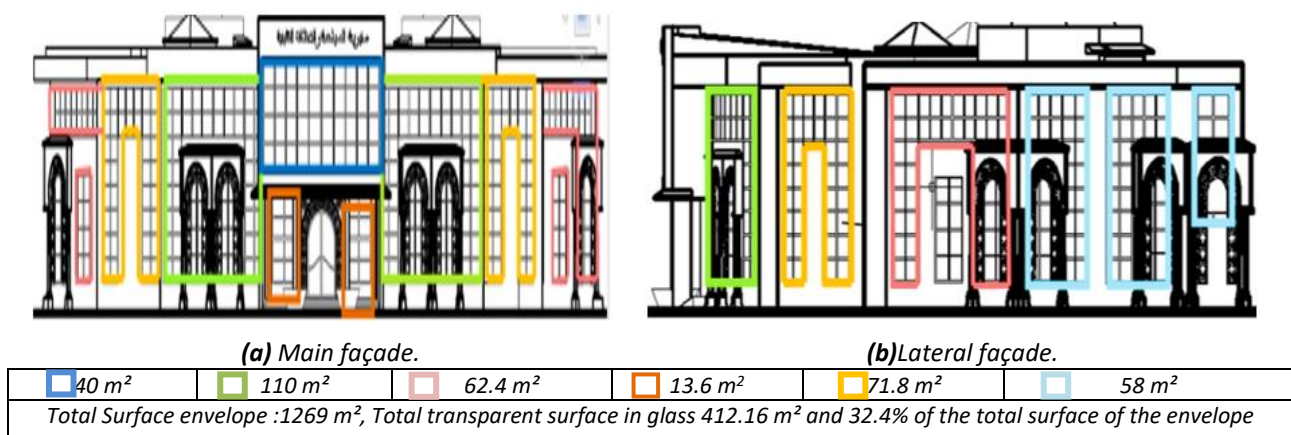 مديرية
(a) Main façade.
(b)Lateral façade.
40 m² 110 m² 62.4 m² 13.6 m² 71.8 m² 58 m²
Total Surface envelope :1269 m², Total transparent surface in glass 412.16 m² and 32.4% of the total surface of the envelope